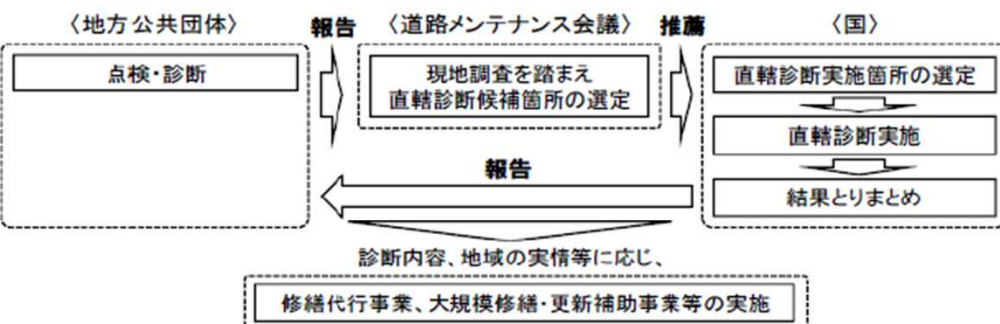 〈地方公共団体〉
報告
〈道路メンテナンス会議〉
推薦
〈国〉
点検・診断
現地調査を踏まえ
直轄診断候補箇所の選定
直轄診断実施箇所の選定
直轄診断実施
結果とりまとめ
報告
診断内容、地域の実情等に応じ、
修繕代行事業、大規模修繕・更新補助事業等の実施